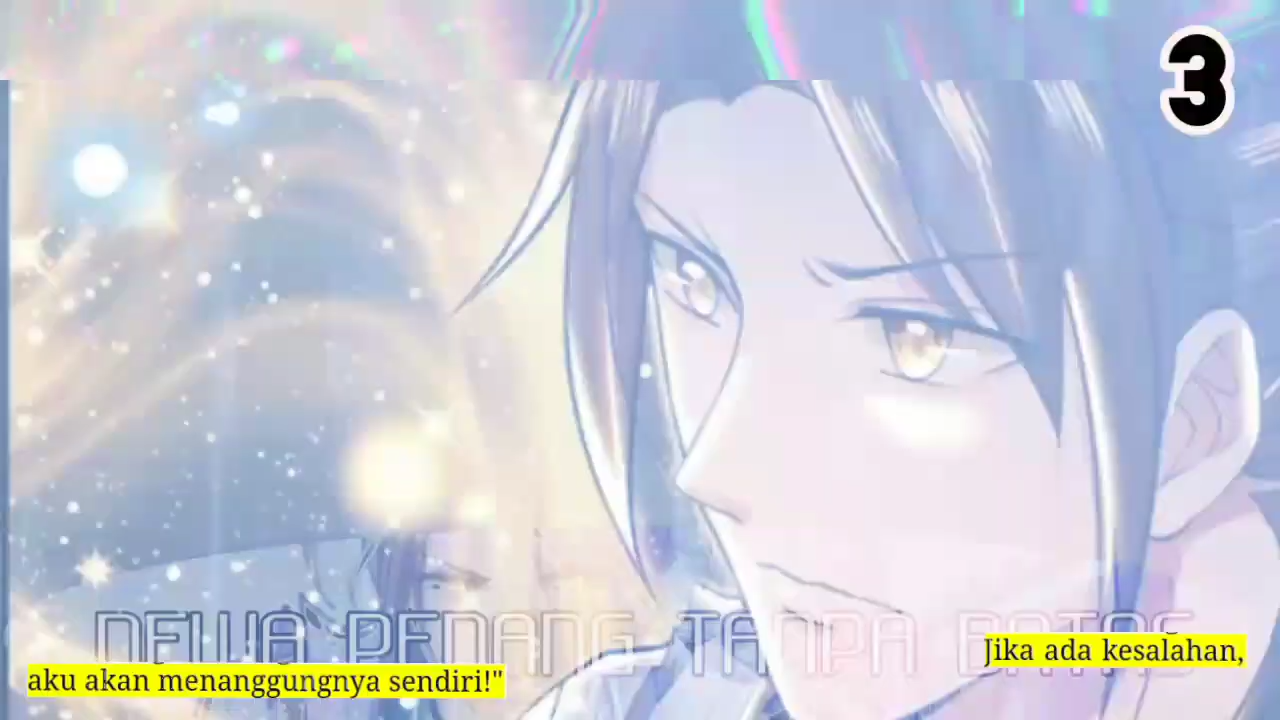 3
DEWA PEDANG TANPA BATAS
Jika ada kesalahan,
aku akan menanggungnya sendiri!"